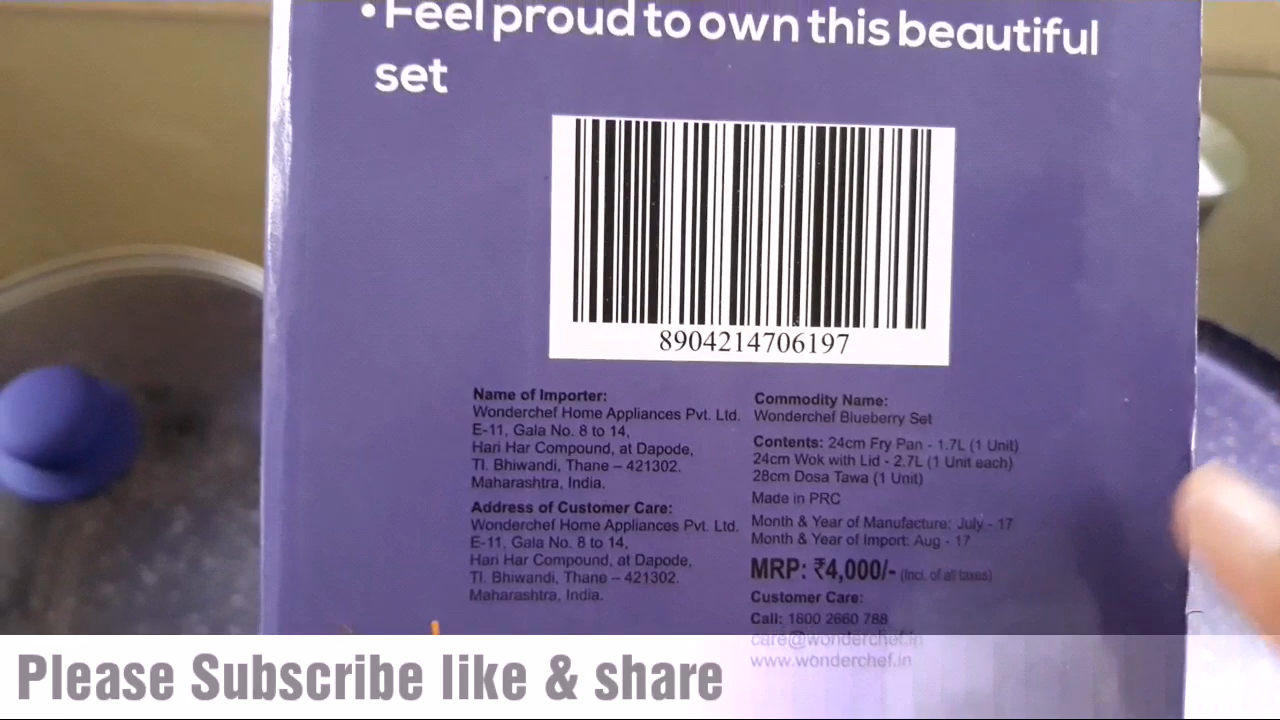 • Feel proud to own this beautiful
set
8904214706197
Name of Importer:
Wonderchef Home Appliances Pvt. Ltd.
E-11, Gala No. 8 to 14,
Hari Har Compound, at Dapode,
Tl. Bhiwandi, Thane – 421302.
Maharashtra, India.
Address of Customer Care:
Wonderchef Home Appliances Pvt. Ltd.
E-11, Gala No. 8 to 14,
Hari Har Compound, at Dapode,
Tl. Bhiwandi, Thane – 421302.
Maharashtra, India.
Commodity Name:
Wonderchef Blueberry Set
Contents: 24cm Fry Pan - 1.7L (1 Unit)
24cm Wok with Lid - 2.7L (1 Unit each)
28cm Dosa Tawa (1 Unit)
Made in PRC
Month & Year of Manufacture: July - 17
Month & Year of Import: Aug - 17
MRP: ₹4,000/- (Incl. of all taxes)
Customer Care:
Call: 1800 2660 788
care@wonderchef.in
www.wonderchef.in
Please Subscribe like & share